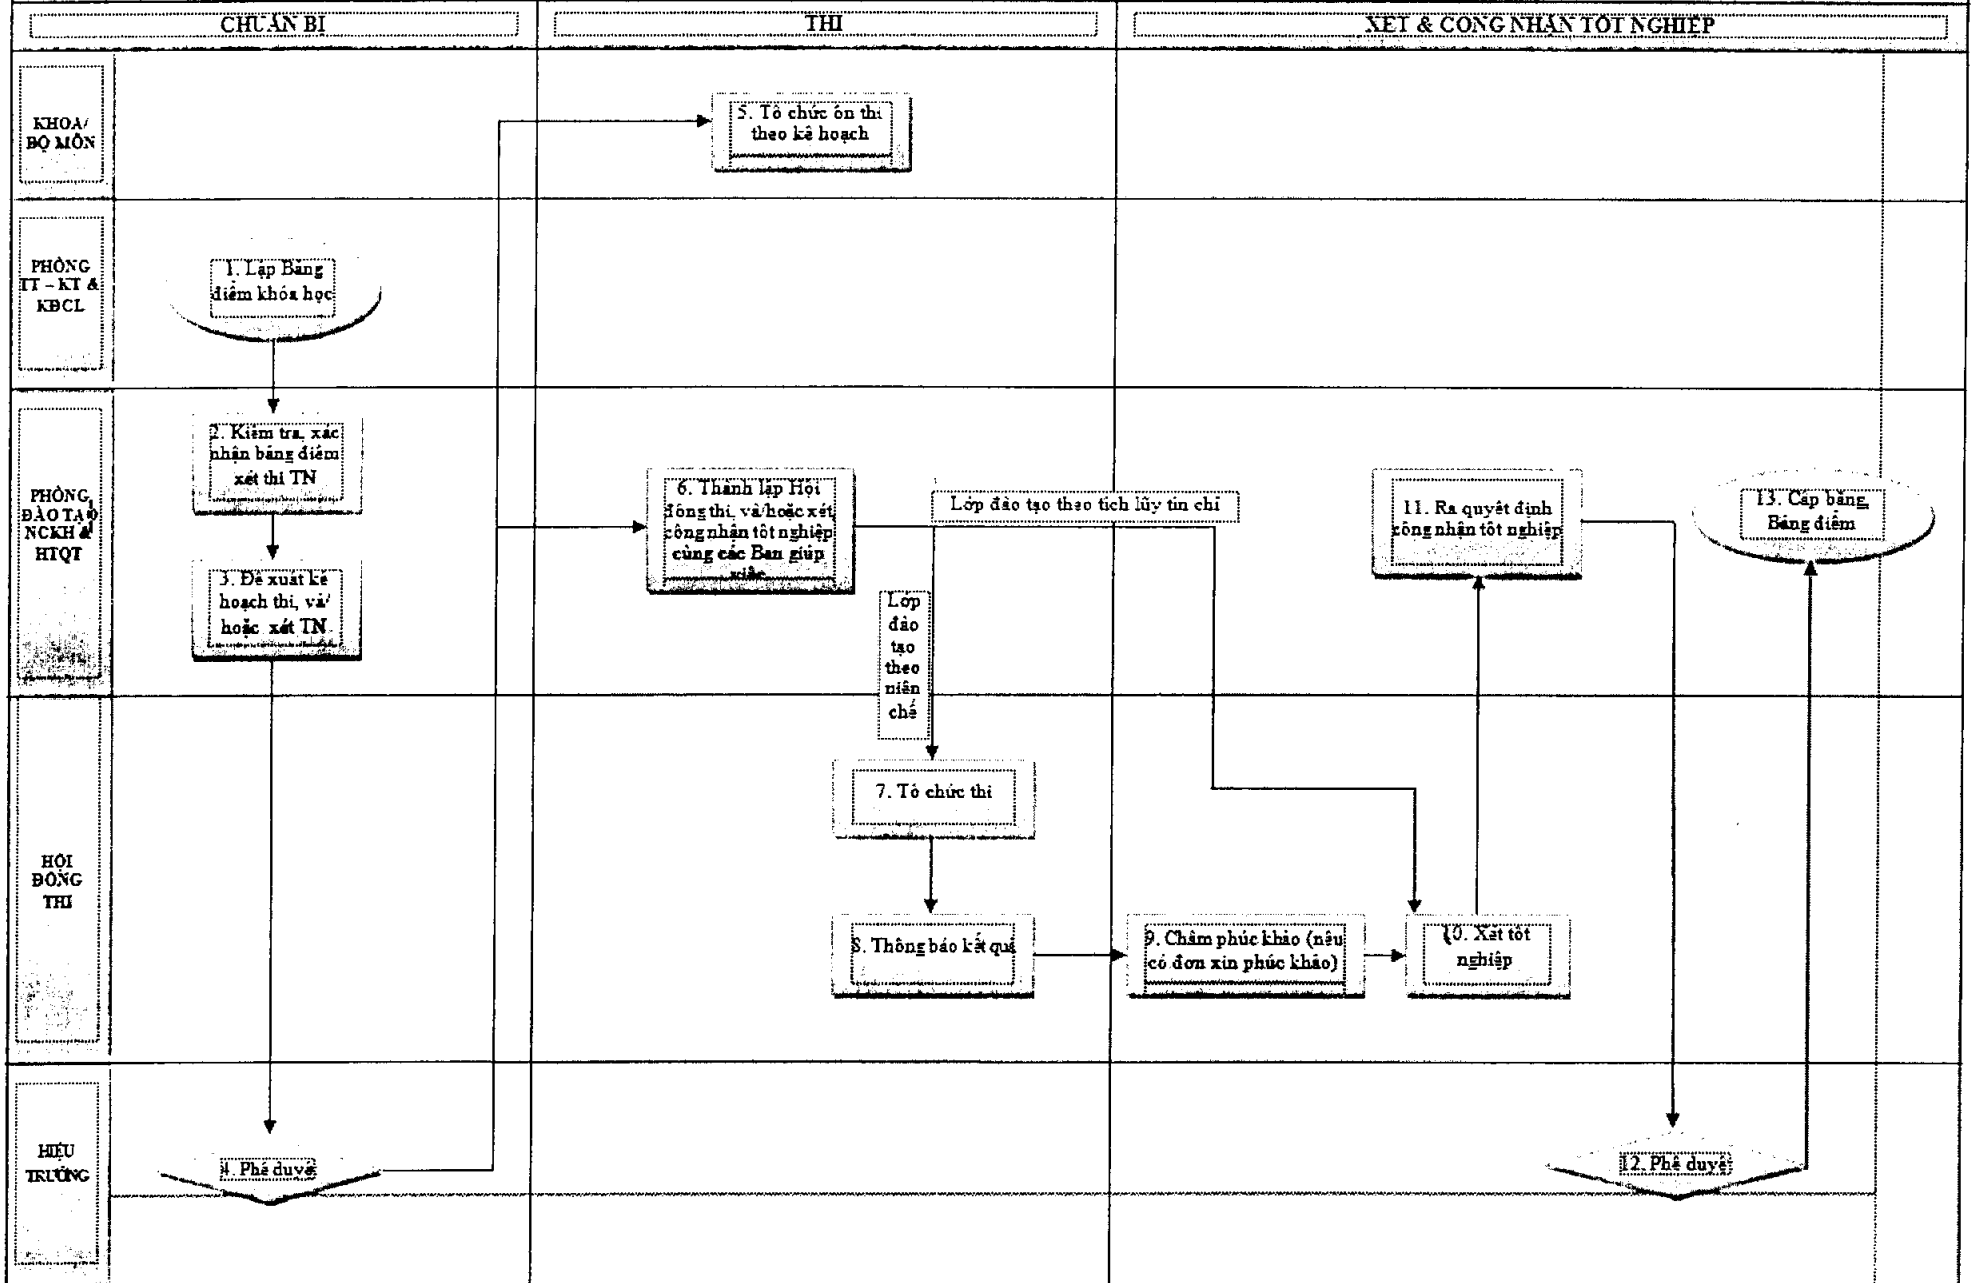 CHUẨN BỊ
THI
XÉT & CÔNG NHẬN TỐT NGHIỆP
KHOA/
BỘ MÔN
5. Tổ chức ôn thi
theo kế hoạch
PHÒNG
TT – KT &
KĐCL
1. Lập Bảng
điểm khóa học
PHÒNG
ĐÀO TẠO
NCKH &
HTQT
2. Kiểm tra, xác
nhận bảng điểm
xét thi TN
3. Đề xuất kế
hoạch thi, và/
hoặc xét TN
6. Thành lập Hội
đồng thi, và/hoặc xét
công nhận tốt nghiệp
cùng các Ban giúp
việc
Lớp đào tạo theo tích lũy tín chỉ
Lớp
đào
tạo
theo
niên
chế
11. Ra quyết định
công nhận tốt nghiệp
13. Cấp bằng,
Bảng điểm
HỘI
ĐỒNG
THI
7. Tổ chức thi
8. Thông báo kết quả
9. Chấm phúc khảo (nếu
có đơn xin phúc khảo)
10. Xét tốt
nghiệp
HIỆU
TRƯỞNG
4. Phê duyệt
12. Phê duyệt